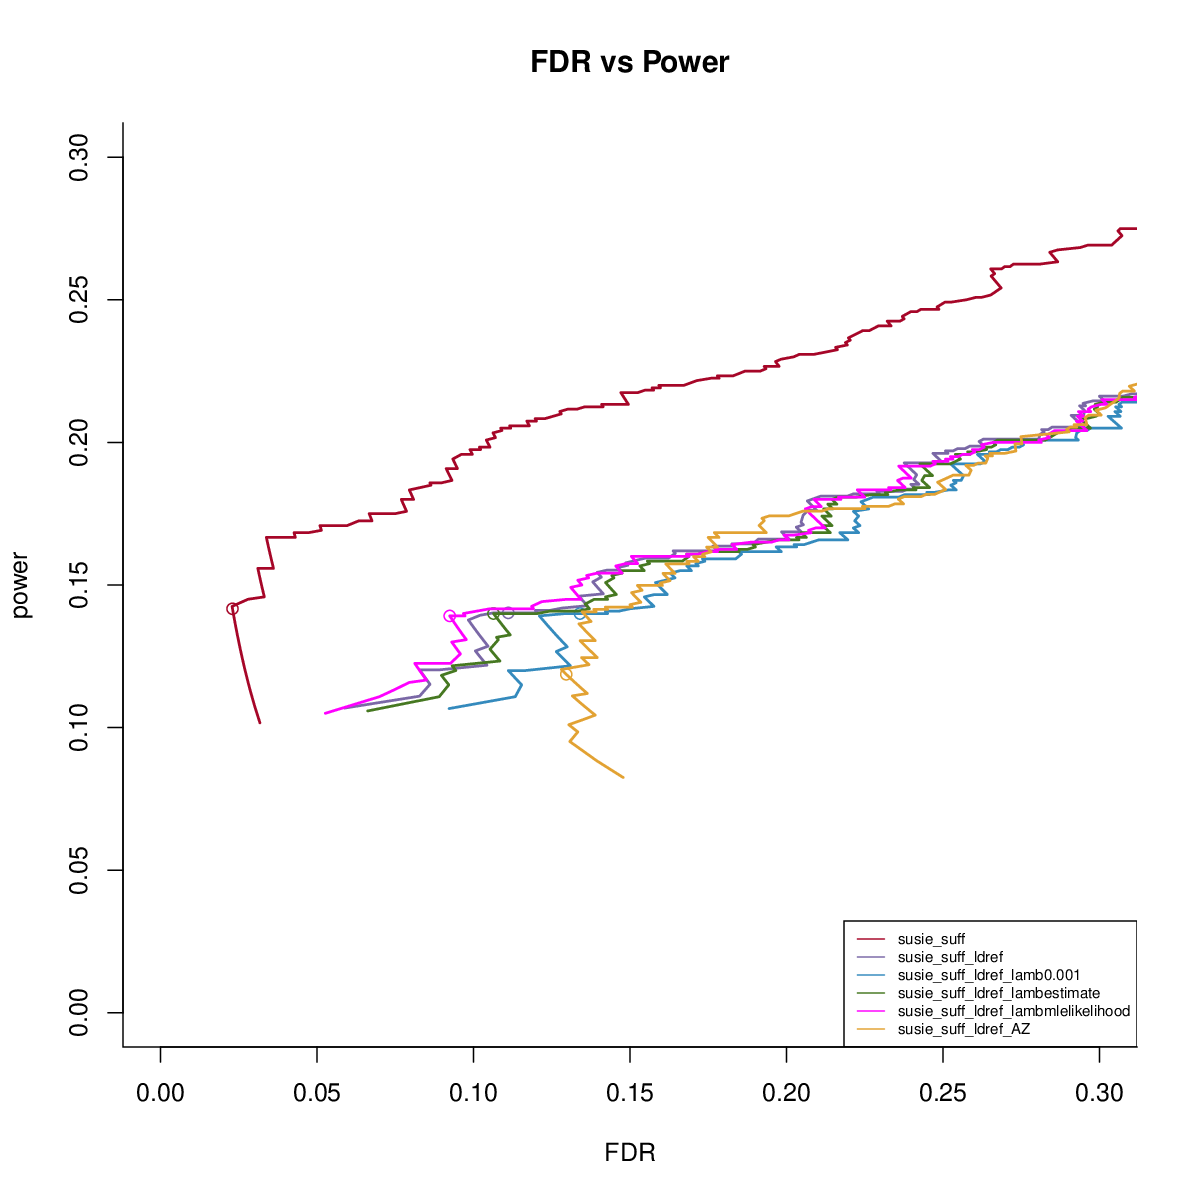 FDR vs Power
power
0.30
0.25
0.20
0.15
0.10
0.05
0.00
0.00 0.05 0.10 0.15 0.20 0.25 0.30
FDR
susie_suff
susie_suff_ldref
susie_suff_ldref_lamb0.001
susie_suff_ldref_lambestimate
susie_suff_ldref_lambmlelikelihood
susie_suff_ldref_AZ